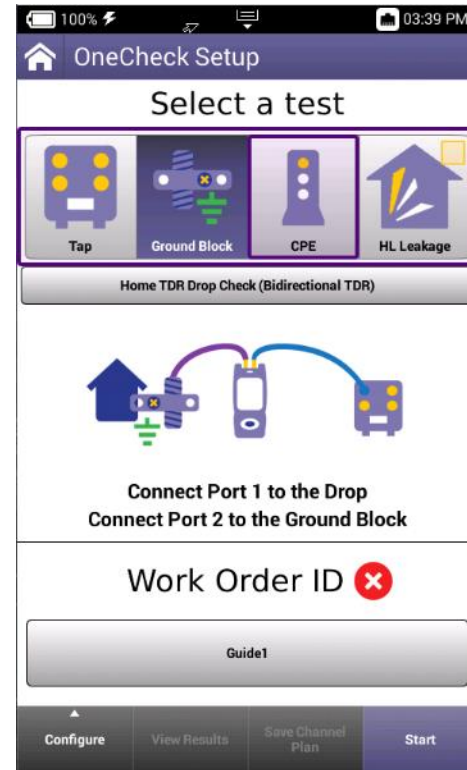 100% 03:39 PM
OneCheck Setup
Select a test
Tap Ground Block CPE HL Leakage
Home TDR Drop Check (Bidirectional TDR)
Connect Port 1 to the Drop
Connect Port 2 to the Ground Block
Work Order ID
Guide1
Configure View Results Save Channel Plan Start